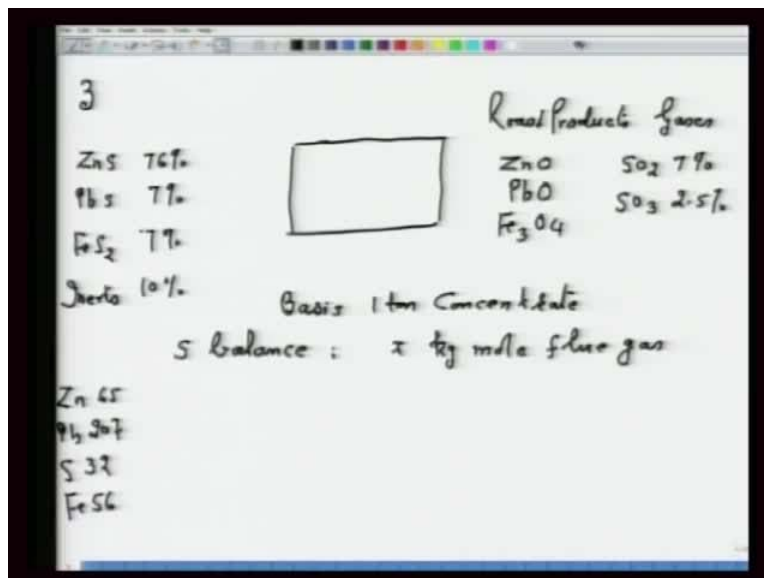 3
Roast Products Gases
ZnS 76% ZnO SO2 7%
Pbs 7% PbO SO3 2.5%
FeS2 7% Fe3O4
Inerts 10%
Basis 1 ton Concentrate
S balance : x kg mole flue gas
Zn 65
Pb 207
S 32
Fe 56